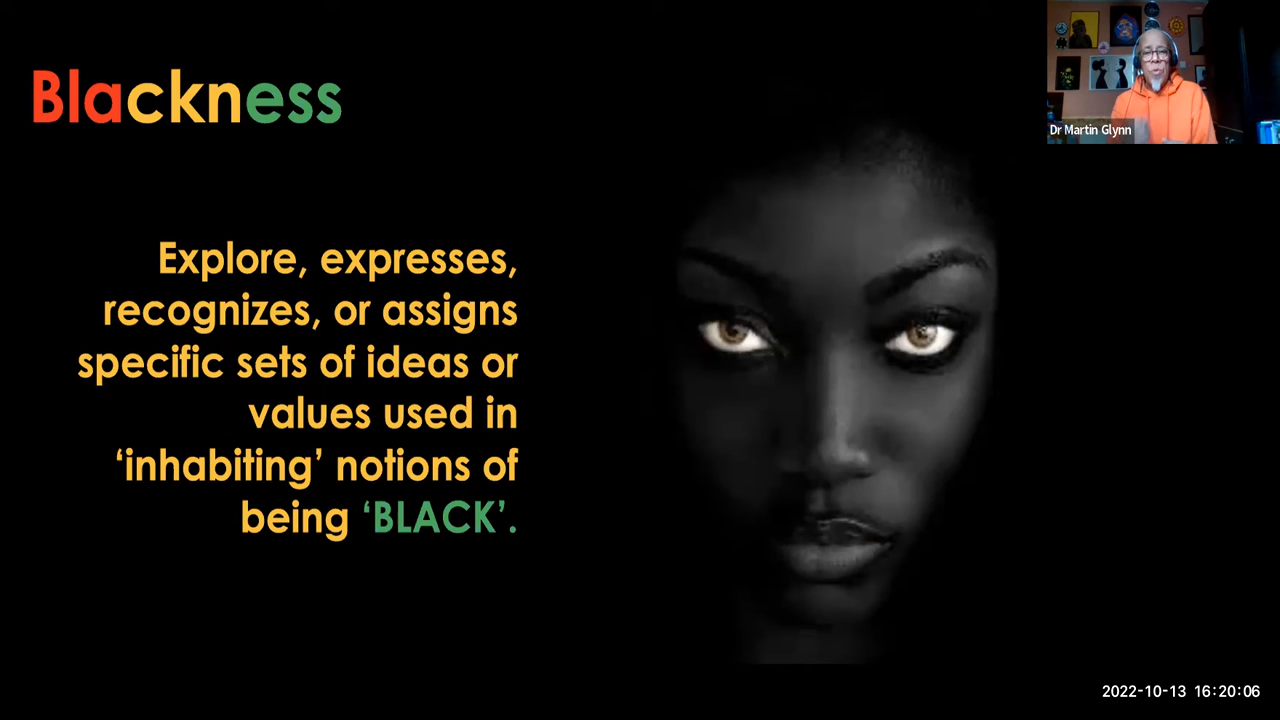 Blackness
Explore, expresses,
recognizes, or assigns
specific sets of ideas or
values used in
‘inhabiting’ notions of
being ‘BLACK’.
Dr Martin Glynn
2022-10-13 16:20:06